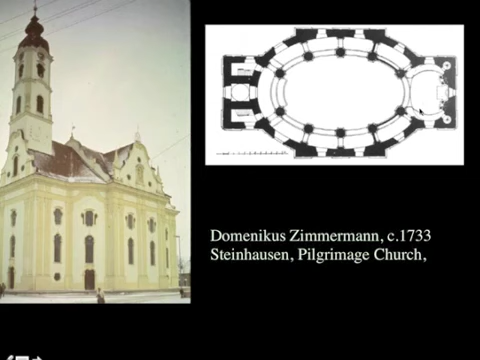 Domenikus Zimmermann, c.1733
Steinhausen, Pilgrimage Church,